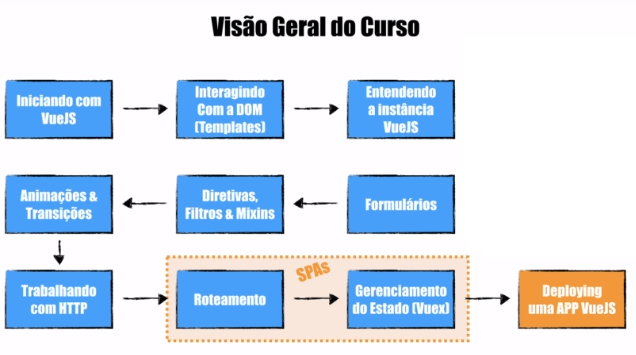 Visão Geral do Curso
Iniciando com
VueJS
Interagindo
Com a DOM
(Templates)
Entendendo
a instância
VueJS
Animações &
Transições
Diretivas,
Filtros & Mixins
Formulários
SPAs
Trabalhando
com HTTP
Roteamento
Gerenciamento
do Estado (Vuex)
Deploying
uma APP VueJS